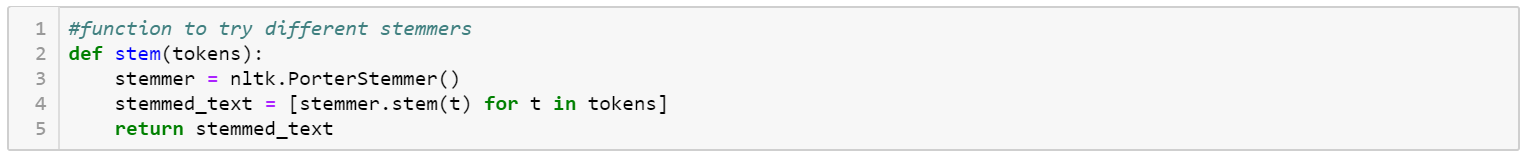 1 #function to try different stemmers
2 def stem(tokens):
3     stemmer = nltk.PorterStemmer()
4     stemmed_text = [stemmer.stem(t) for t in tokens]
5     return stemmed_text